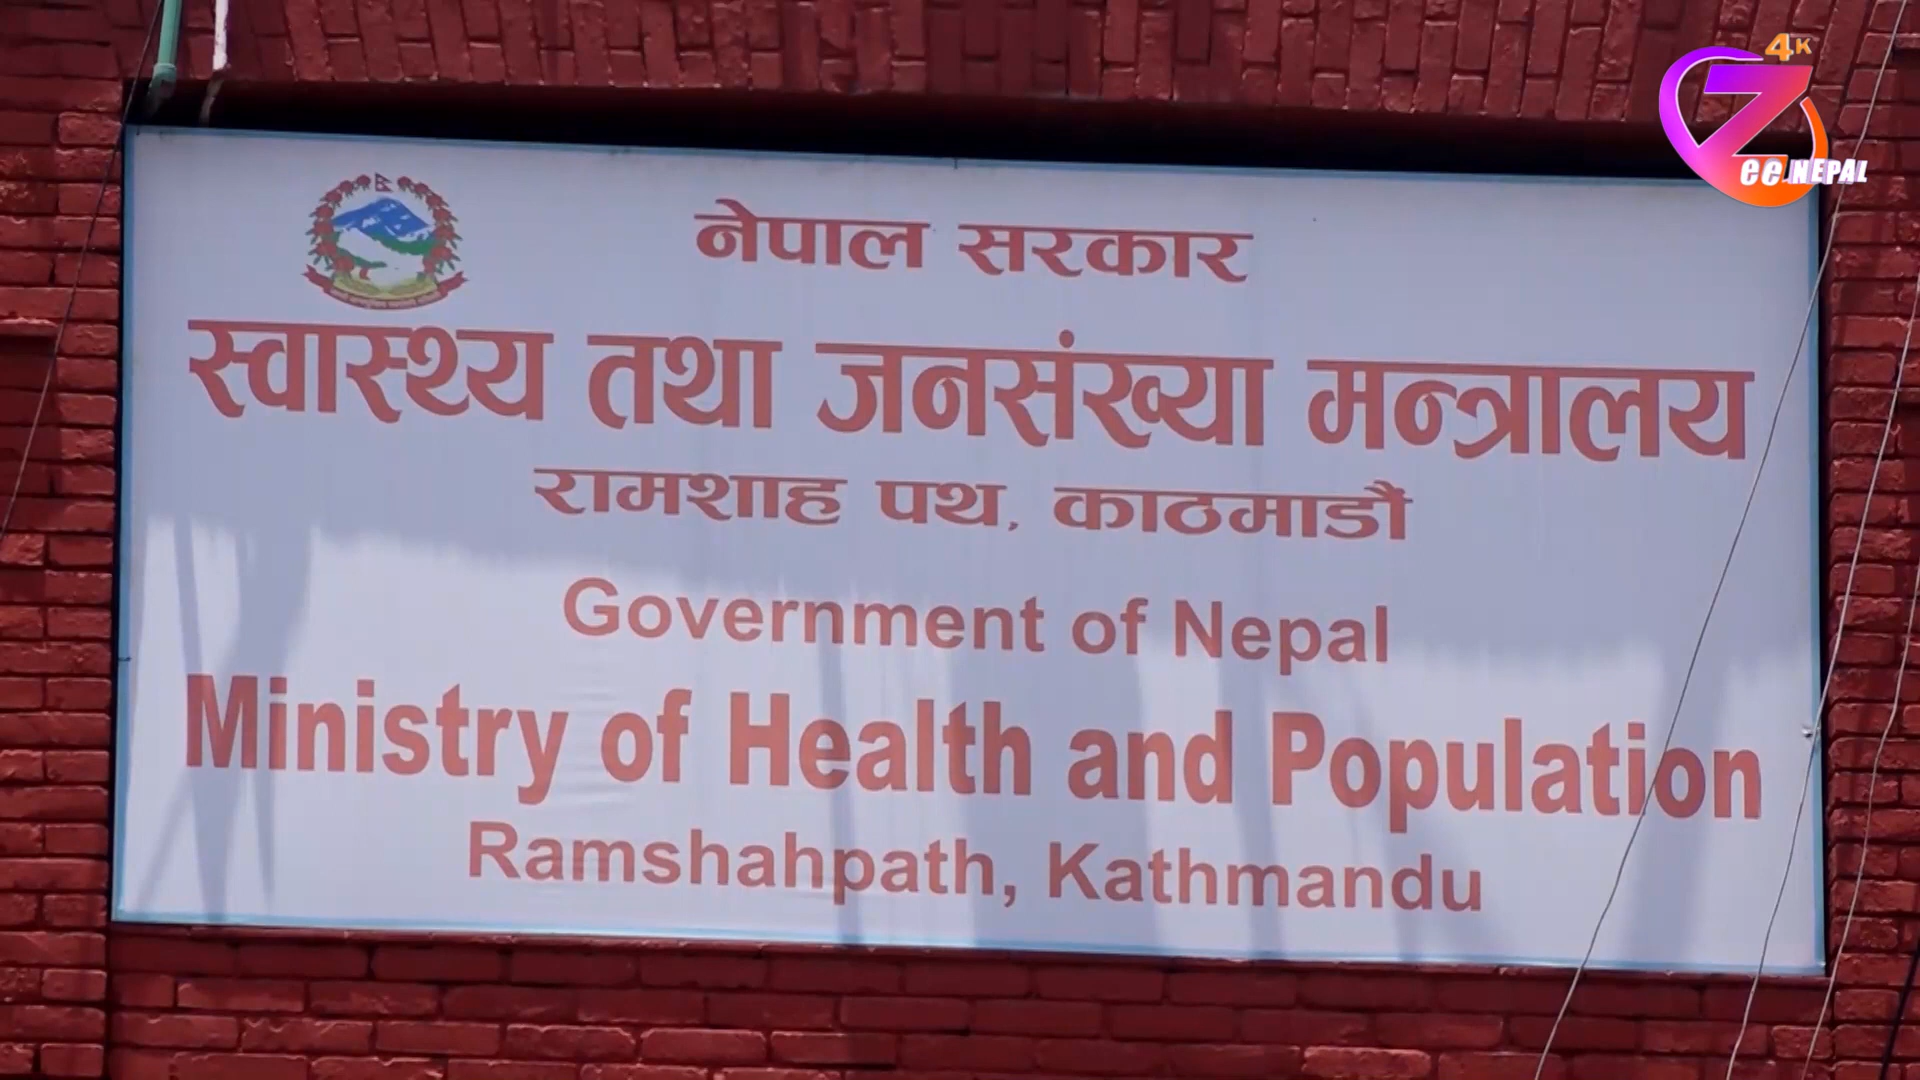 4K
Zee NEPAL
नेपाल सरकार
स्वास्थ्य तथा जनसंख्या मन्त्रालय
रामशाह पथ, काठमाडौं
Government of Nepal
Ministry of Health and Population
Ramshahpath, Kathmandu